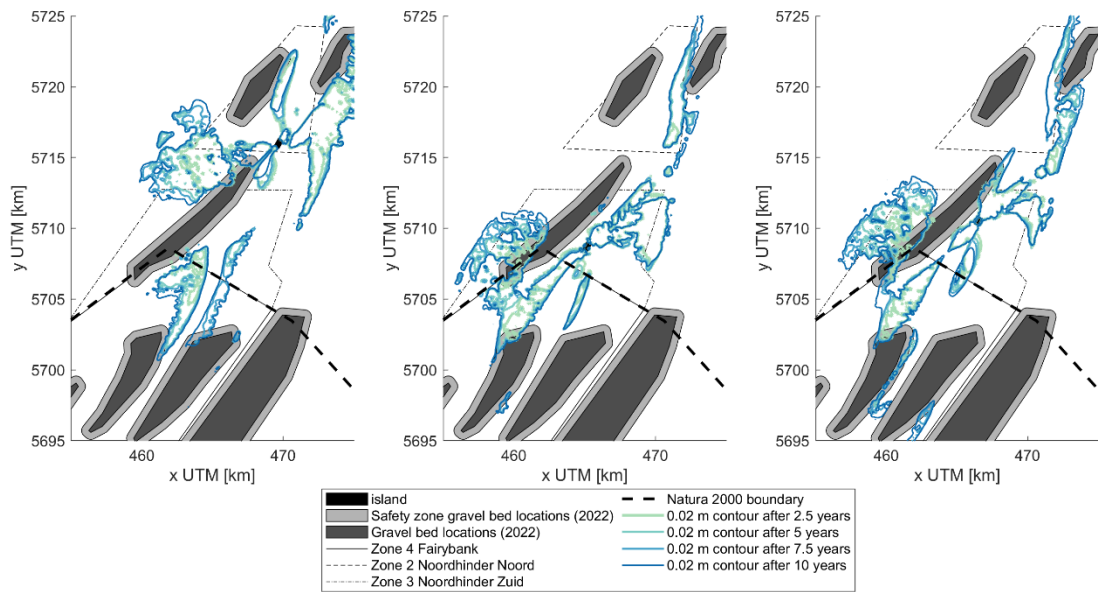 5725
5720
5715
5710
5705
5700
5695
y UTM [km]
460
470
x UTM [km]
5725
5720
5715
5710
5705
5700
5695
y UTM [km]
460
470
x UTM [km]
5725
5720
5715
5710
5705
5700
5695
y UTM [km]
460
470
x UTM [km]
island
Safety zone gravel bed locations (2022)
Gravel bed locations (2022)
Zone 4 Fairybank
Zone 2 Noordhinder Noord
Zone 3 Noordhinder Zuid
Natura 2000 boundary
0.02 m contour after 2.5 years
0.02 m contour after 5 years
0.02 m contour after 7.5 years
0.02 m contour after 10 years